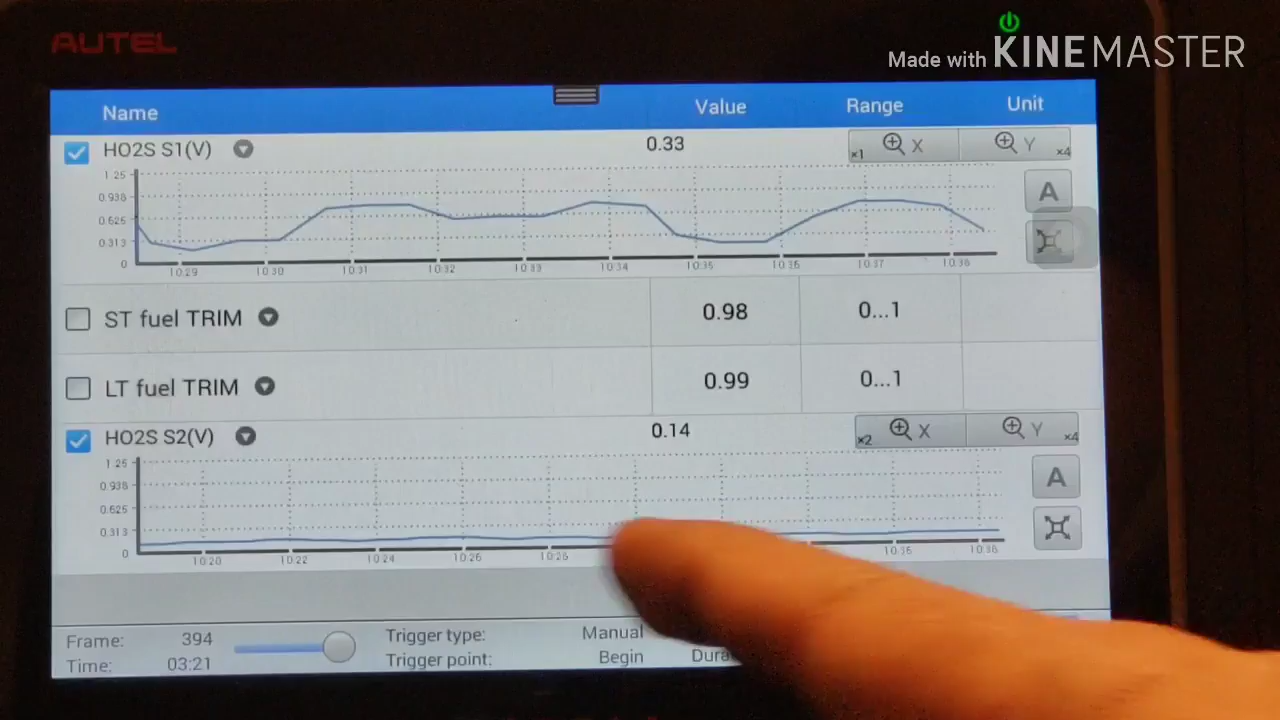 AUTEL
Made with KINEMASTER
Name Value Range Unit
HO2S S1(V) 0.33 x1 X Y x4
1.25
0.938
0.625
0.313
0
10:29 10:30 10:31 10:32 10:33 10:34 10:35 10:36 10:37 10:38
A
ST fuel TRIM 0.98 0...1
LT fuel TRIM 0.99 0...1
HO2S S2(V) 0.14 x2 X Y x4
1.25
0.938
0.625
0.313
0
10:20 10:22 10:24 10:26 10:28 10:38
A
Frame: 394 Trigger type: Manual
Time: 03:21 Trigger point: Begin